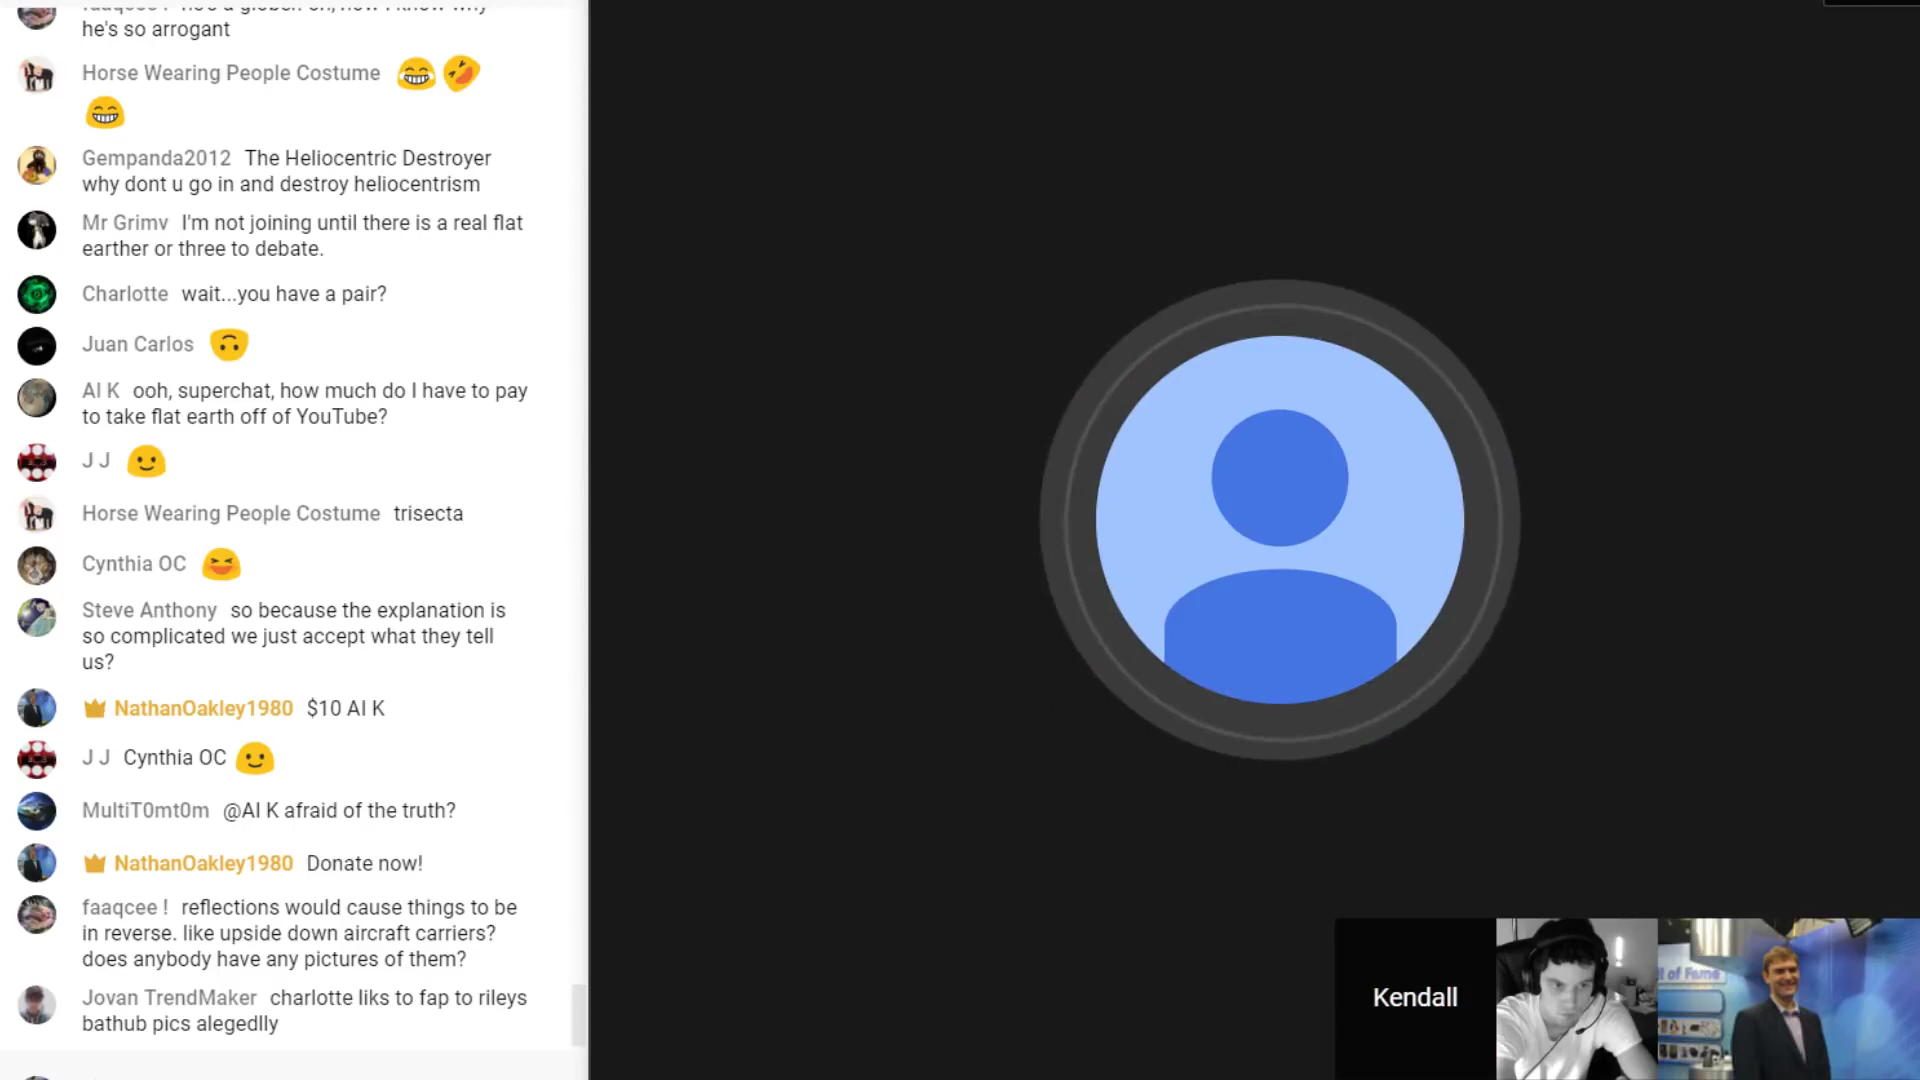 he's so arrogant
Horse Wearing People Costume
Gempanda2012 The Heliocentric Destroyer
why dont u go in and destroy heliocentrism
Mr Grimv I'm not joining until there is a real flat
earther or three to debate.
Charlotte wait...you have a pair?
Juan Carlos
Al K ooh, superchat, how much do I have to pay
to take flat earth off of YouTube?
J J
Horse Wearing People Costume trisecta
Cynthia OC
Steve Anthony so because the explanation is
so complicated we just accept what they tell
us?
NathanOakley1980 $10 Al K
J J Cynthia OC
MultiT0mt0m @Al K afraid of the truth?
NathanOakley1980 Donate now!
faaqcee ! reflections would cause things to be
in reverse. like upside down aircraft carriers?
does anybody have any pictures of them?
Jovan TrendMaker charlotte liks to fap to rileys
bathub pics alegedlly
Kendall
of Fame